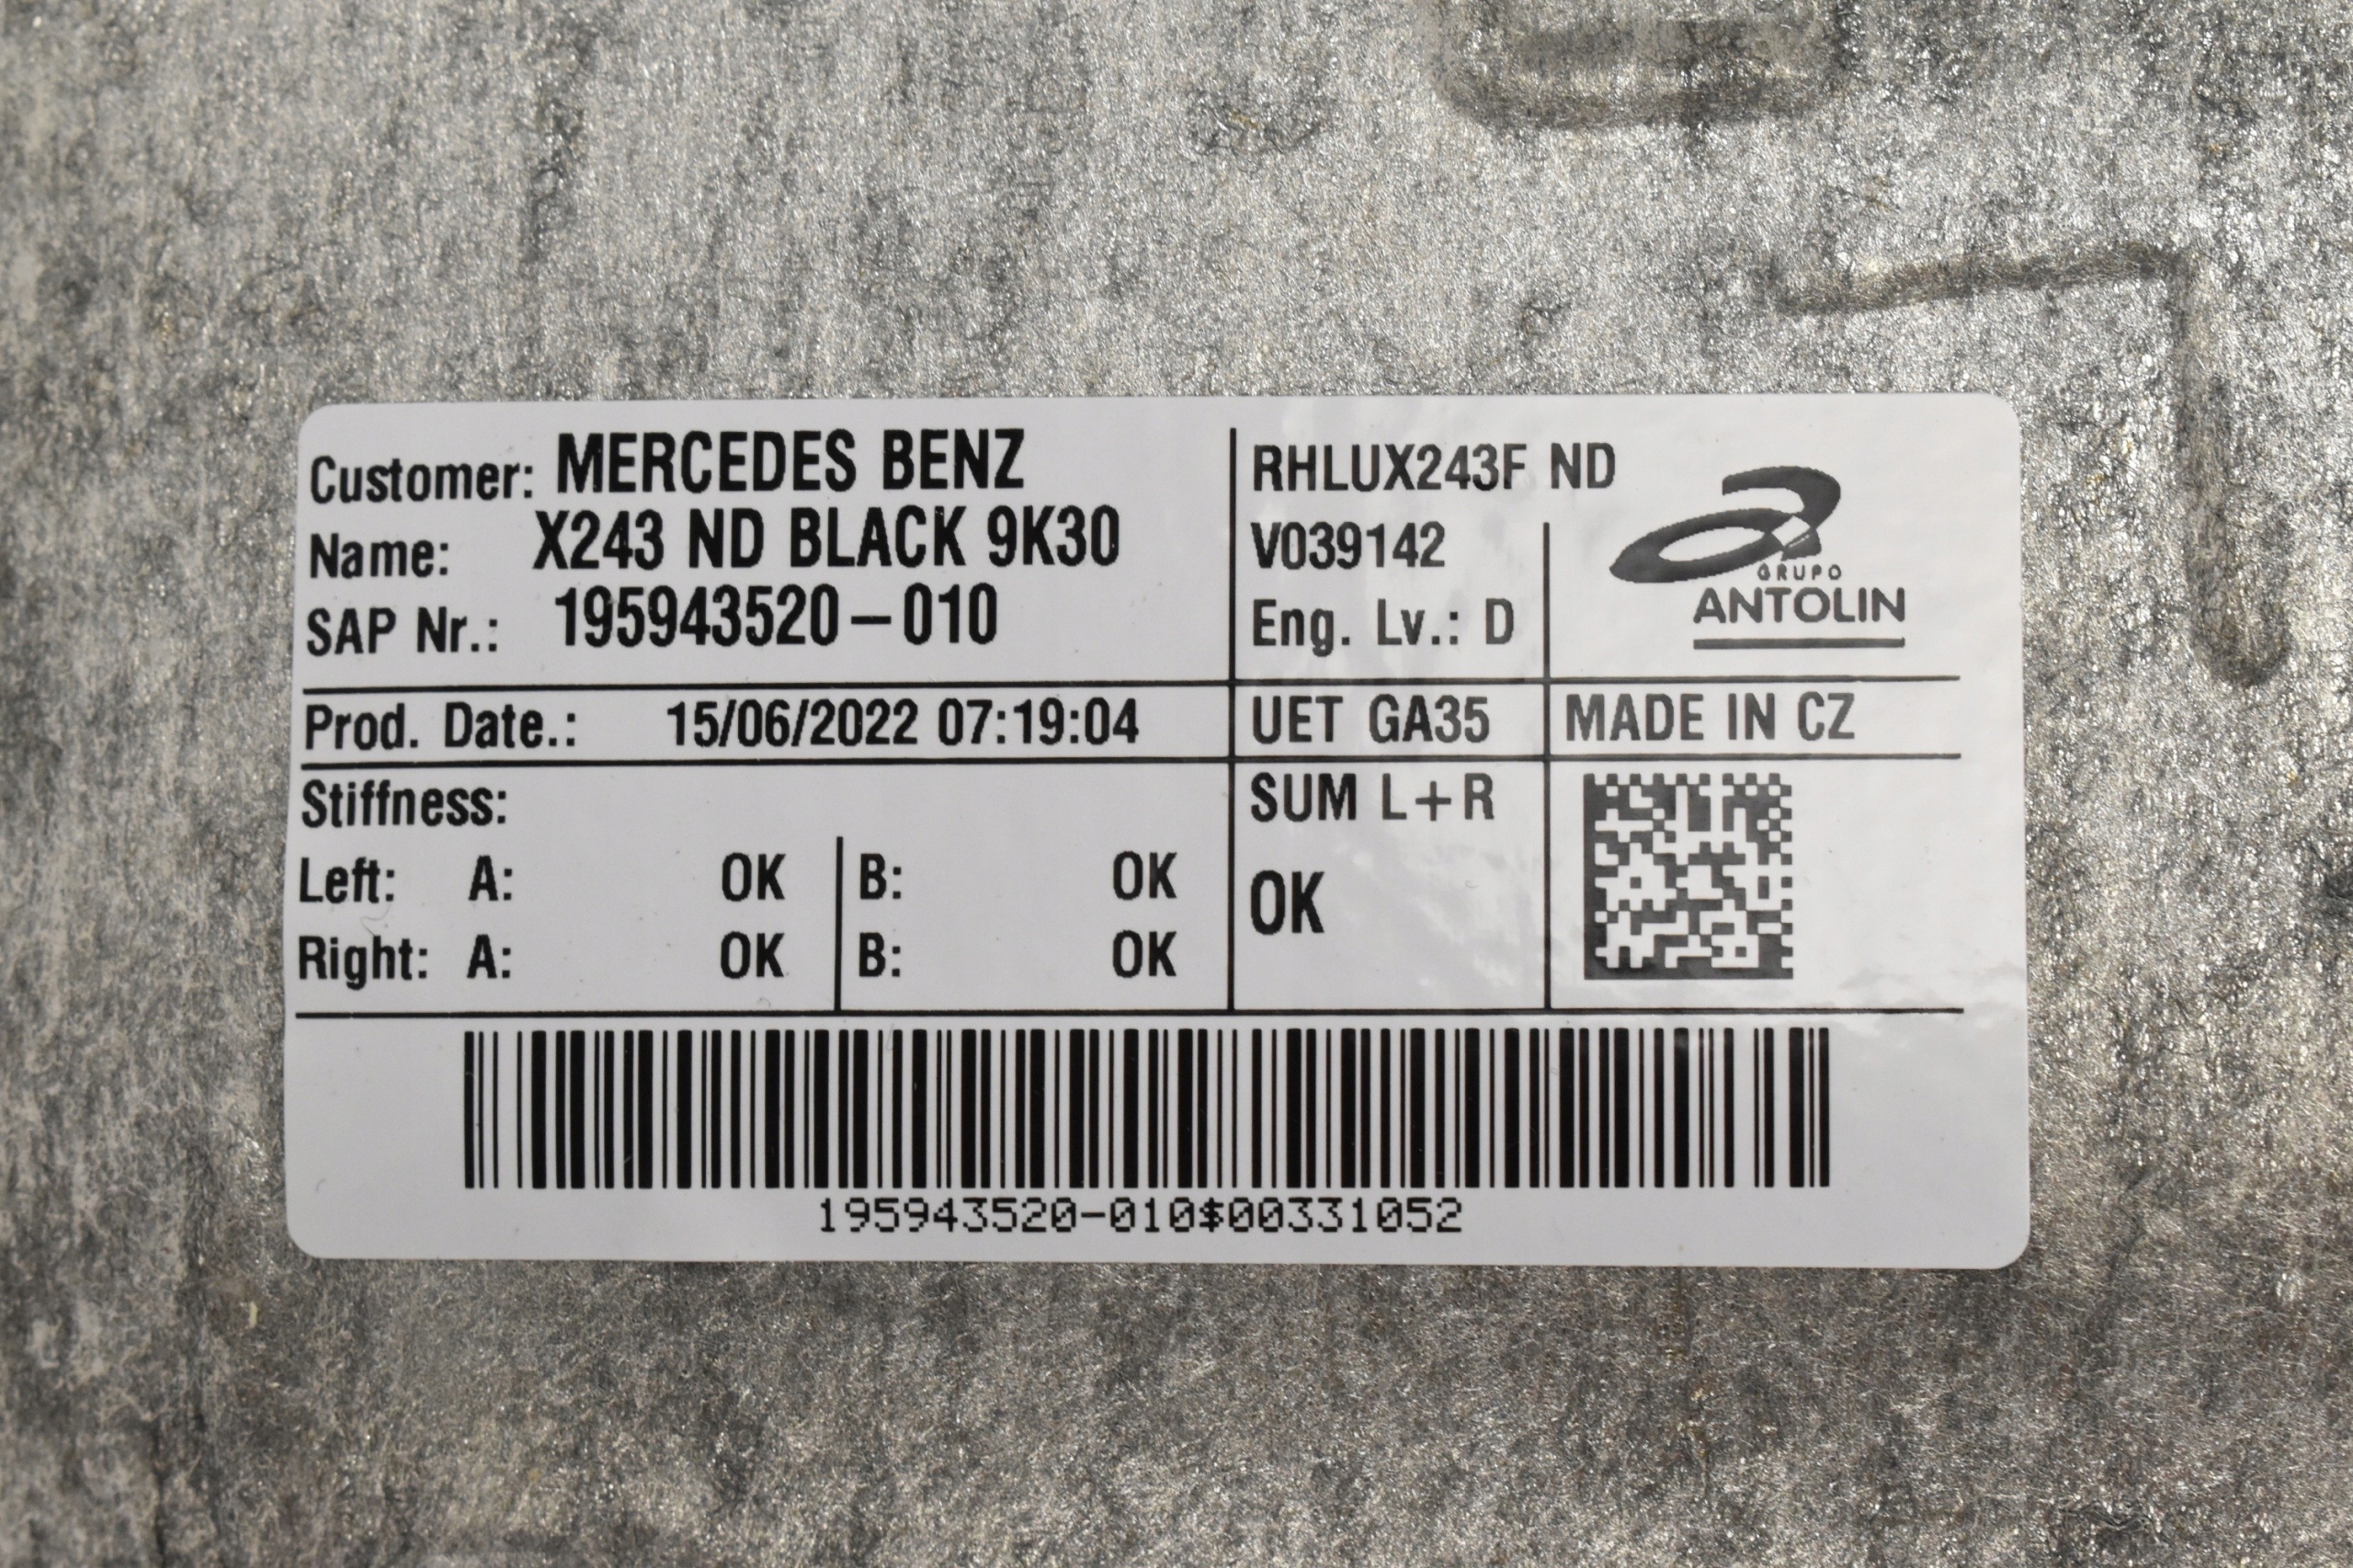 Customer: MERCEDES BENZ
Name: X243 ND BLACK 9K30
SAP Nr.: 195943520-010
RHLUX243F ND
V039142
Eng. Lv.: D
GRUPO
ANTOLIN
Prod. Date.: 15/06/2022 07:19:04
UET GA35
MADE IN CZ
Stiffness:
Left: A: OK B: OK
Right: A: OK B: OK
SUM L+R
OK
195943520-010$00331052